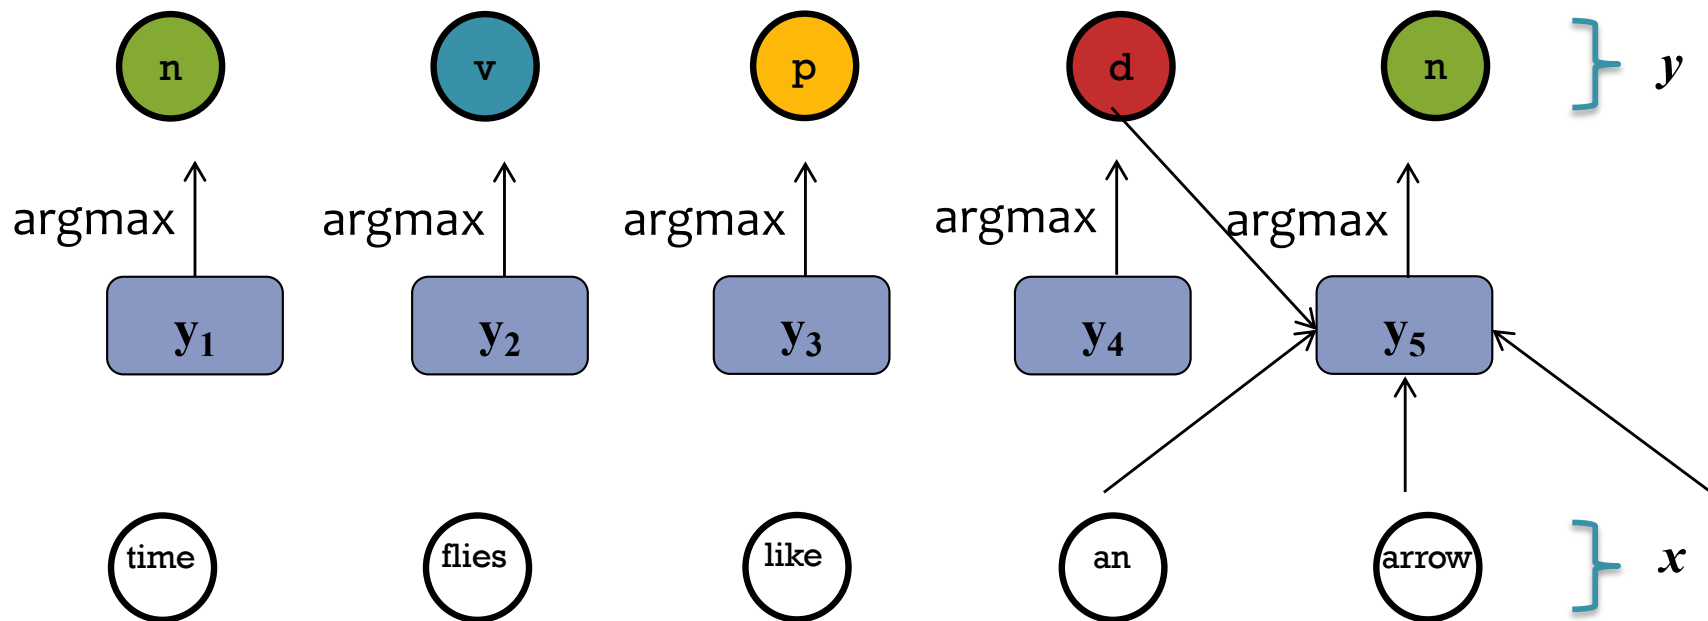 n v p d n y
argmax argmax argmax argmax argmax
y₁ y₂ y₃ y₄ y₅
time flies like an arrow x